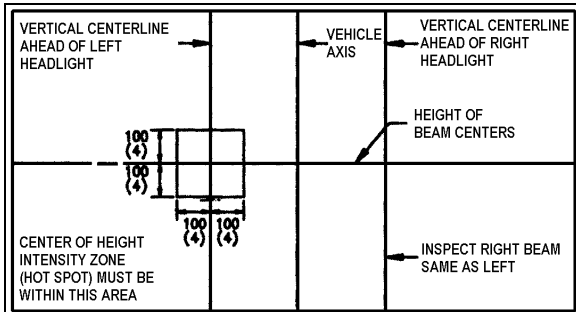 VERTICAL CENTERLINE
AHEAD OF LEFT
HEADLIGHT
VEHICLE
AXIS
VERTICAL CENTERLINE
AHEAD OF RIGHT
HEADLIGHT
HEIGHT OF
BEAM CENTERS
100
(4)
100
(4)
100
(4)
100
(4)
CENTER OF HEIGHT
INTENSITY ZONE
(HOT SPOT) MUST BE
WITHIN THIS AREA
INSPECT RIGHT BEAM
SAME AS LEFT